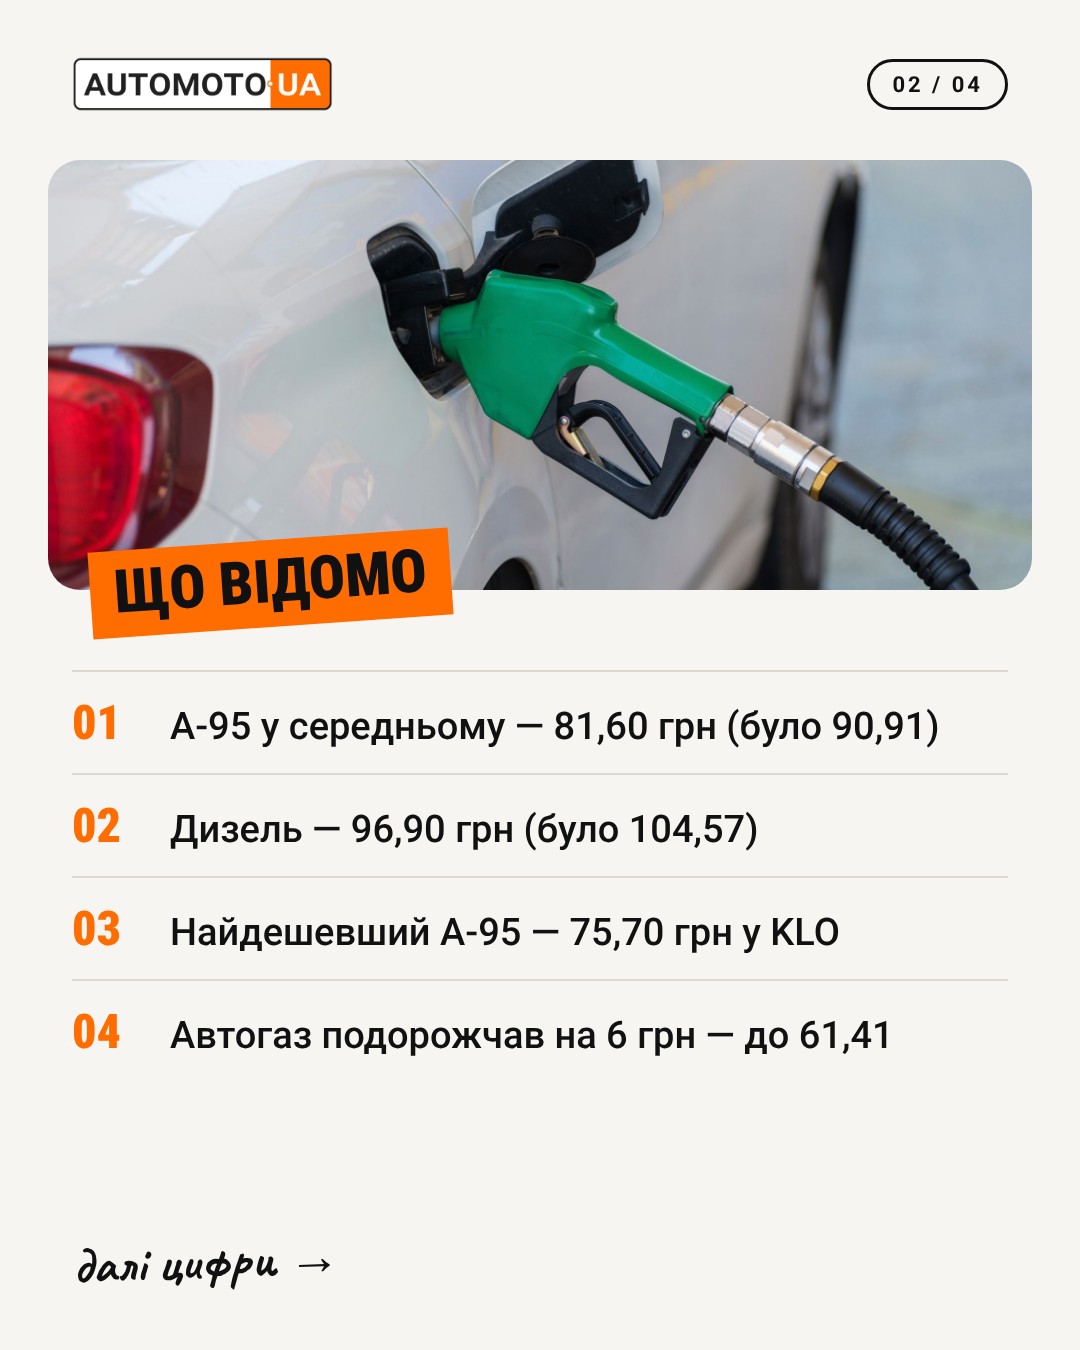 AUTOMOTO UA
02 / 04
ЩО ВІДОМО
01 А-95 у середньому — 81,60 грн (було 90,91)
02 Дизель — 96,90 грн (було 104,57)
03 Найдешевший А-95 — 75,70 грн у KLO
04 Автогаз подорожчав на 6 грн — до 61,41
далі цифри →